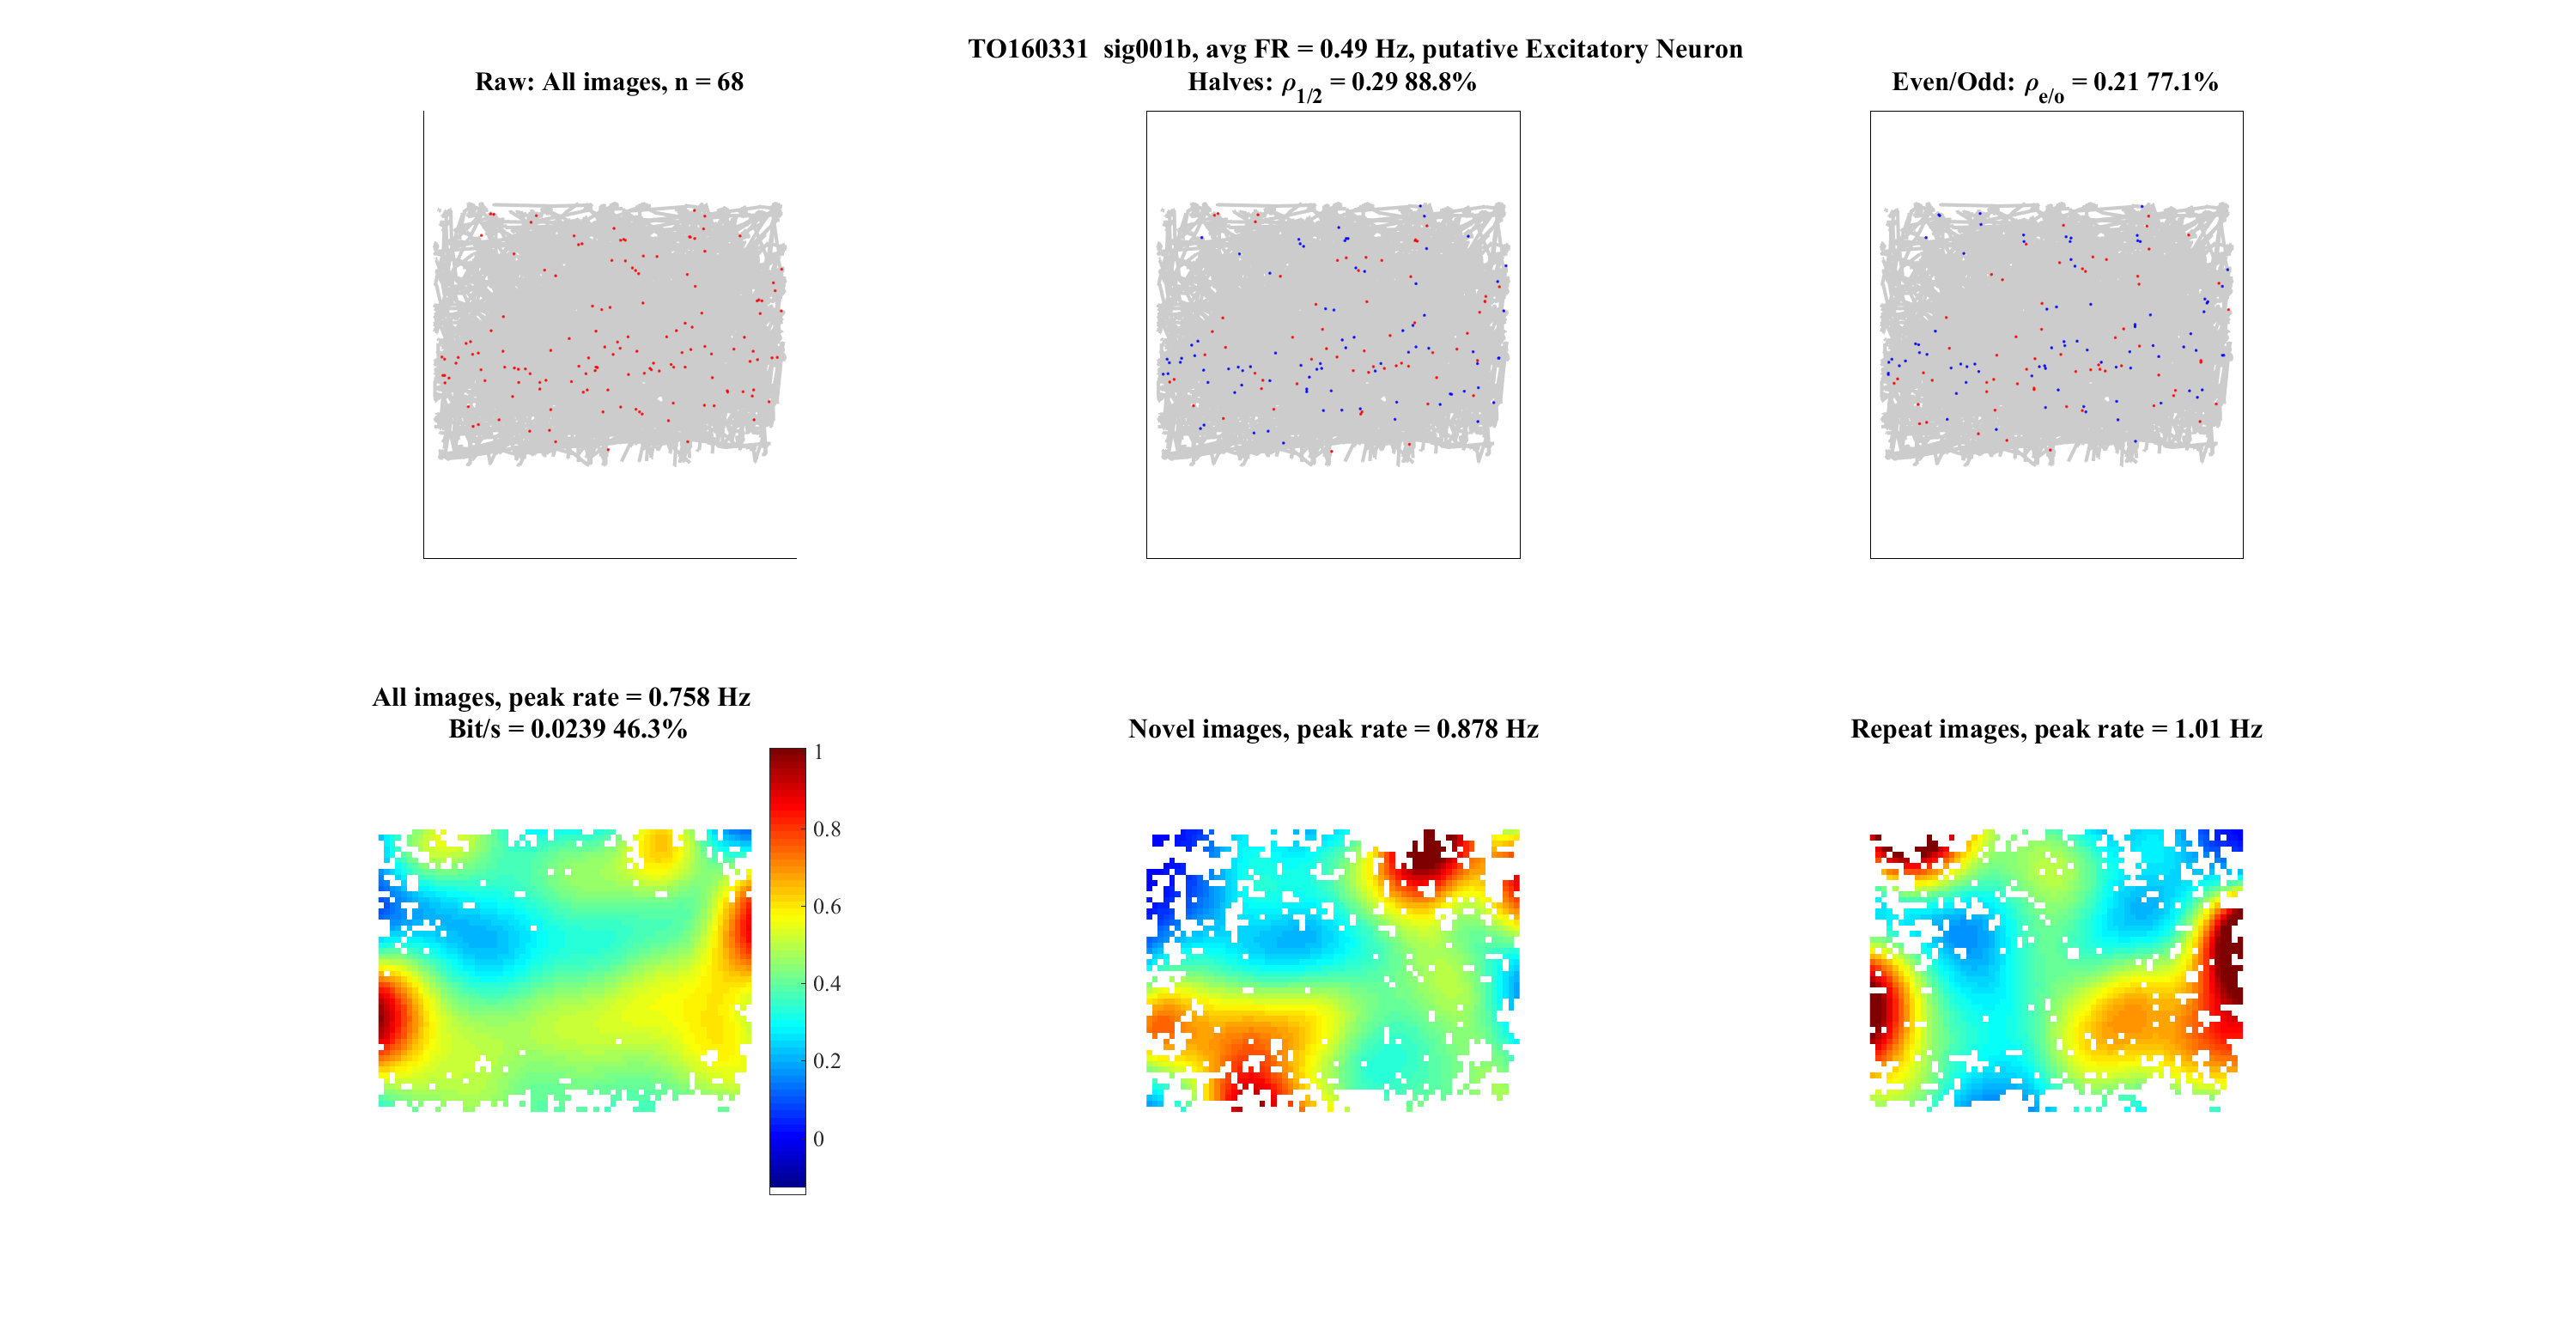 TO160331  sig001b, avg FR = 0.49 Hz, putative Excitatory Neuron
Raw: All images, n = 68
Halves: ρ1/2 = 0.29 88.8%
Even/Odd: ρe/o = 0.21 77.1%
All images, peak rate = 0.758 Hz
Bit/s = 0.0239 46.3%
Novel images, peak rate = 0.878 Hz
Repeat images, peak rate = 1.01 Hz
1
0.8
0.6
0.4
0.2
0